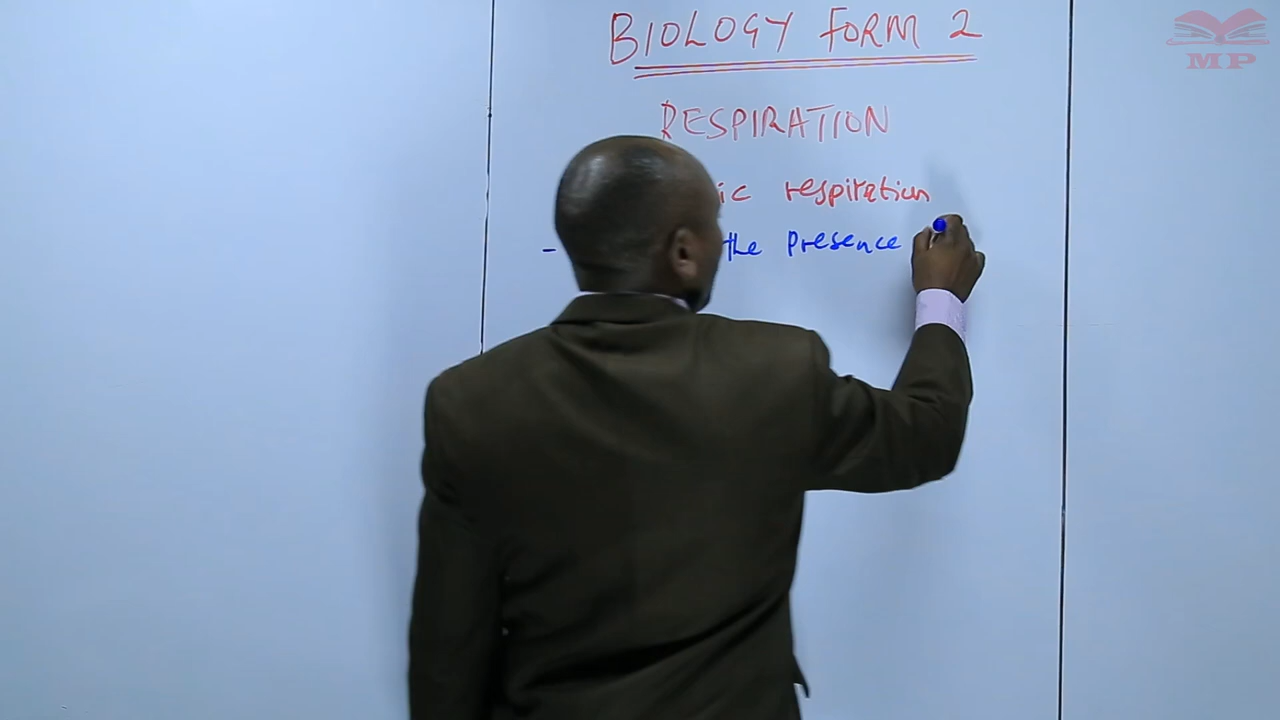 BIOLOGY FORM 2
RESPIRATION
ic respiration
- the Presence
MP